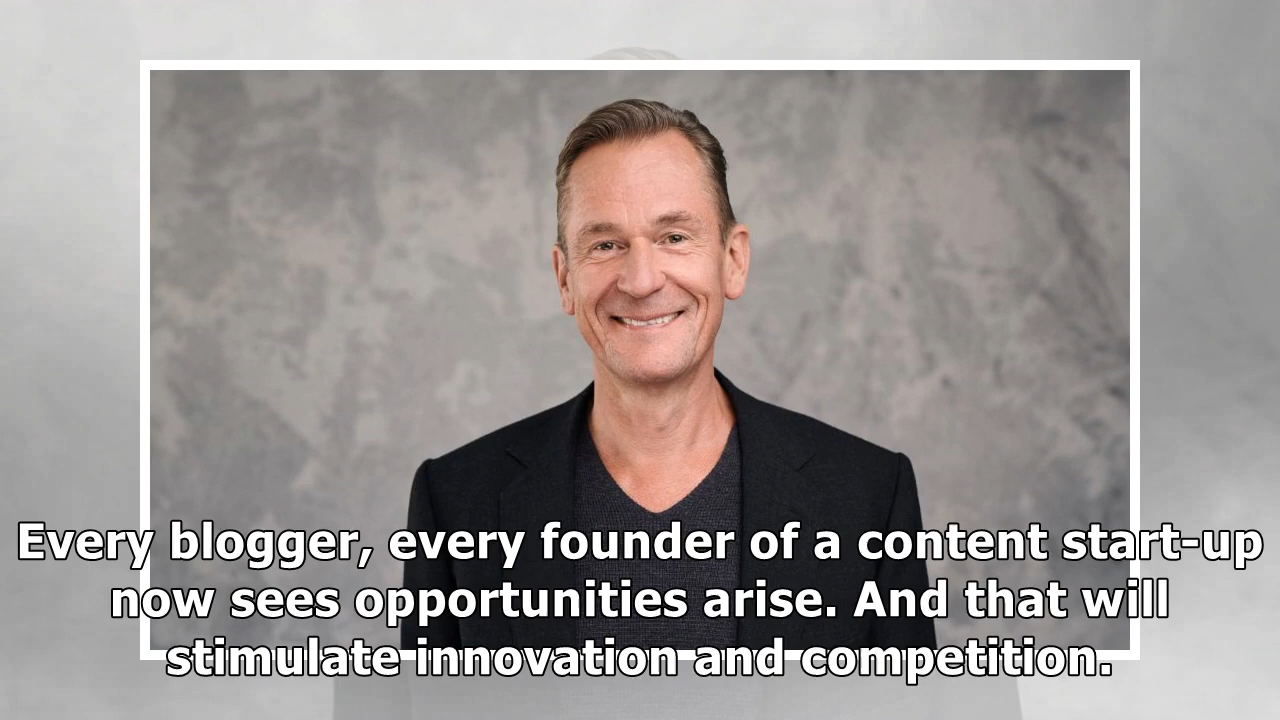 Every blogger, every founder of a content start-up
now sees opportunities arise. And that will
stimulate innovation and competition.